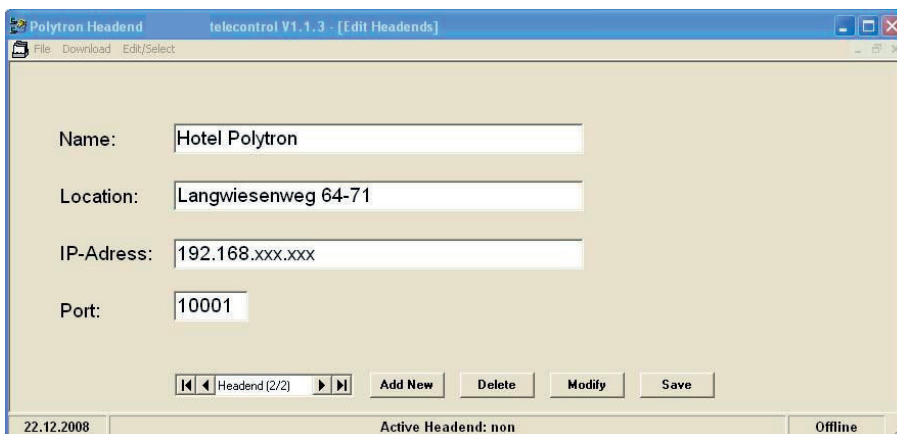 Polytron Headend telecontrol V1.1.3 - [Edit Headends]
File Download Edit/Select
Name: Hotel Polytron
Location: Langwiesenweg 64-71
IP-Adress: 192.168.xxx.xxx
Port: 10001
Headend (2/2) Add New Delete Modify Save
22.12.2008 Active Headend: non Offline